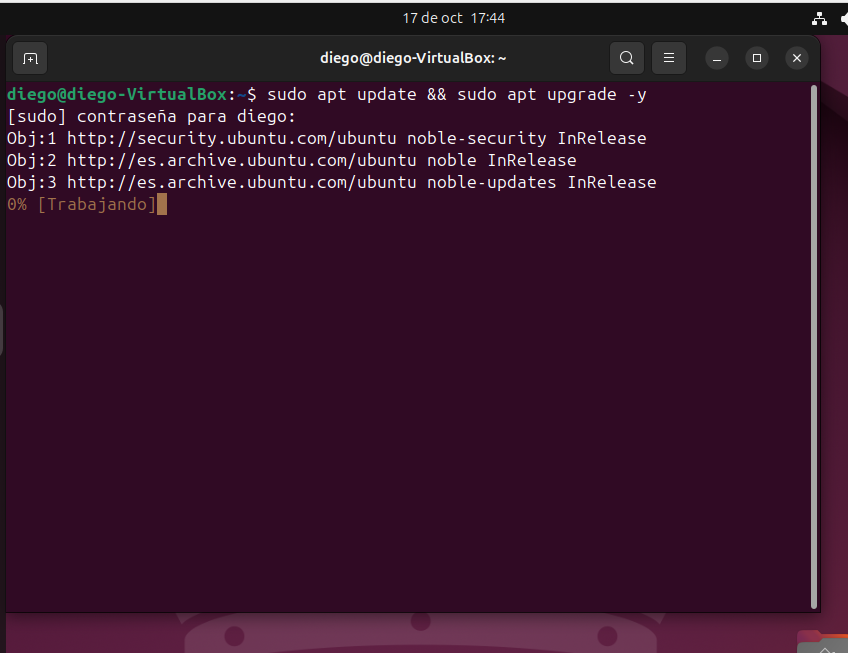 17 de oct 17:44
diego@diego-VirtualBox: ~
diego@diego-VirtualBox:~$ sudo apt update && sudo apt upgrade -y
[sudo] contraseña para diego:
Obj:1 http://security.ubuntu.com/ubuntu noble-security InRelease
Obj:2 http://es.archive.ubuntu.com/ubuntu noble InRelease
Obj:3 http://es.archive.ubuntu.com/ubuntu noble-updates InRelease
0% [Trabajando]